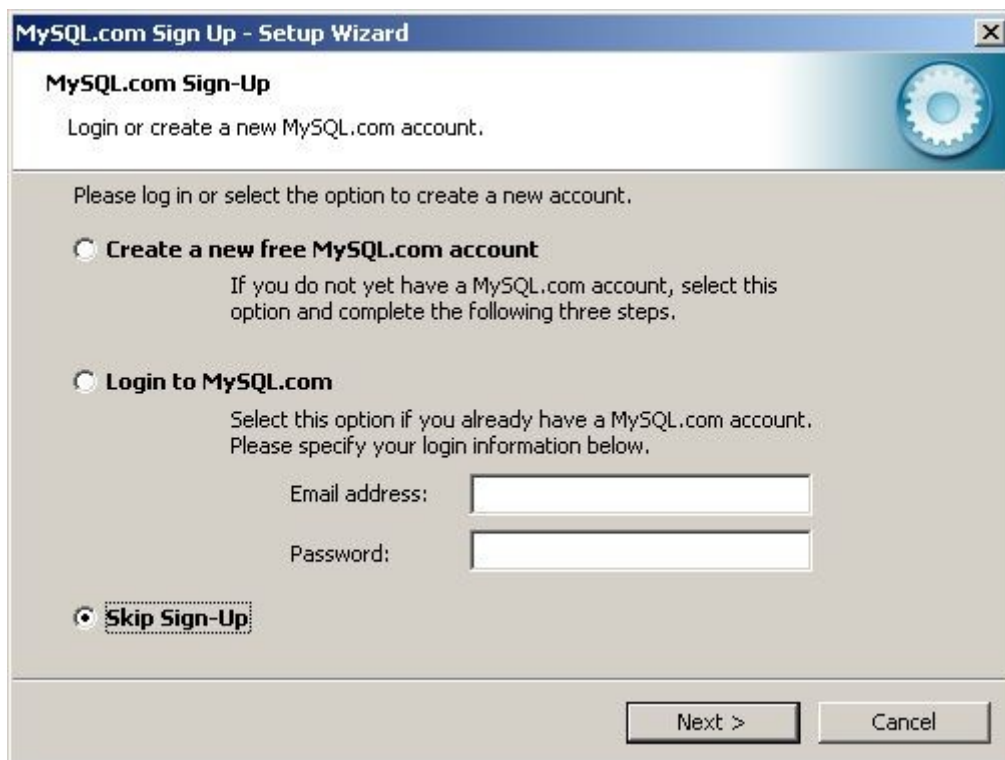 MySQL.com Sign Up - Setup Wizard
MySQL.com Sign-Up
Login or create a new MySQL.com account.
Please log in or select the option to create a new account.
Create a new free MySQL.com account
If you do not yet have a MySQL.com account, select this
option and complete the following three steps.
Login to MySQL.com
Select this option if you already have a MySQL.com account.
Please specify your login information below.
Email address:
Password:
Skip Sign-Up
Next >
Cancel